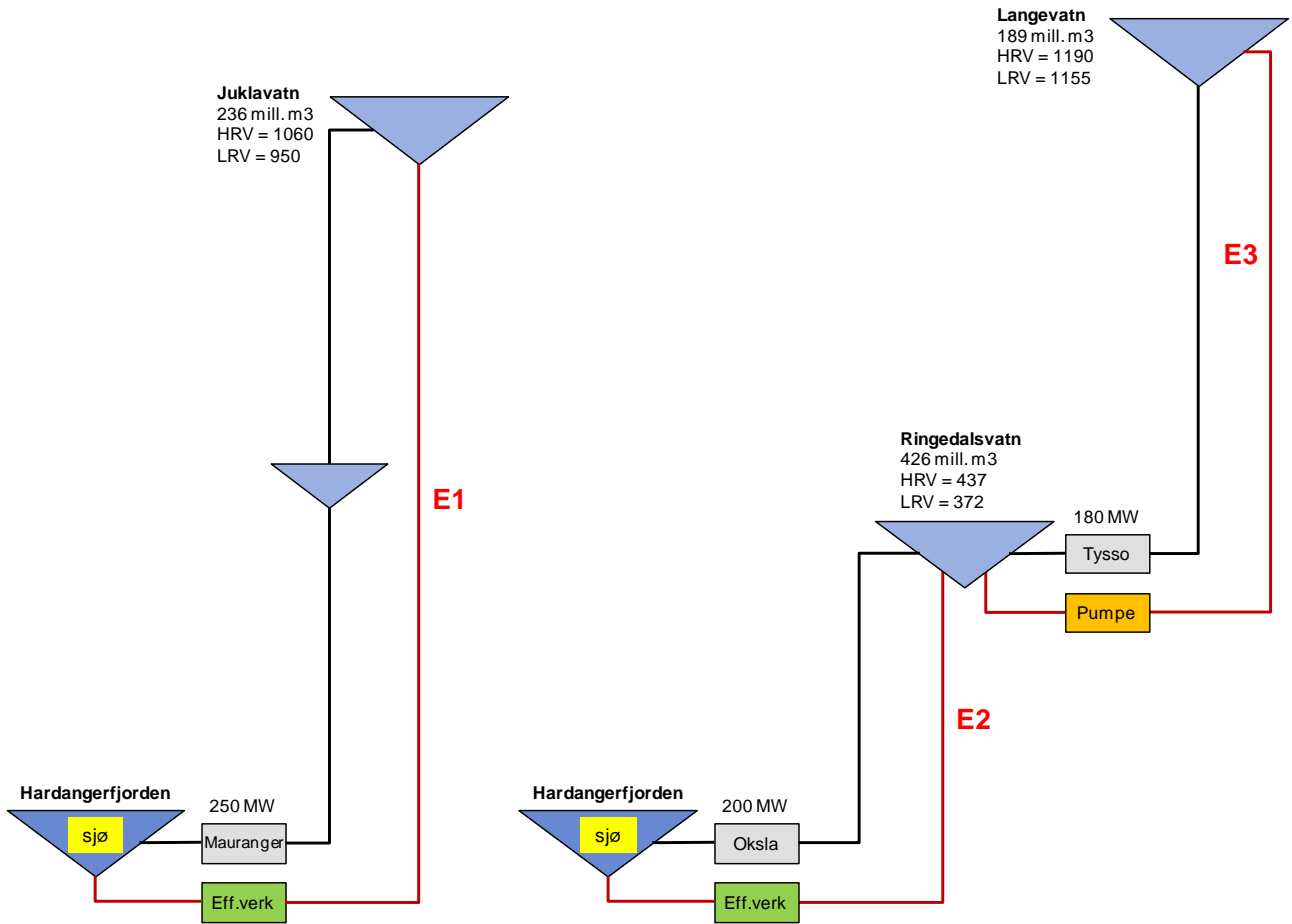 Langevatn
189 mill. m3
HRV = 1190
LRV = 1155
Juklavatn
236 mill. m3
HRV = 1060
LRV = 950
E3
Ringedalsvatn
426 mill. m3
HRV = 437
LRV = 372
E1
180 MW
Tysso
Pumpe
E2
Hardangerfjorden
250 MW
sjø
Mauranger
Eff.verk
Hardangerfjorden
200 MW
sjø
Oksla
Eff.verk